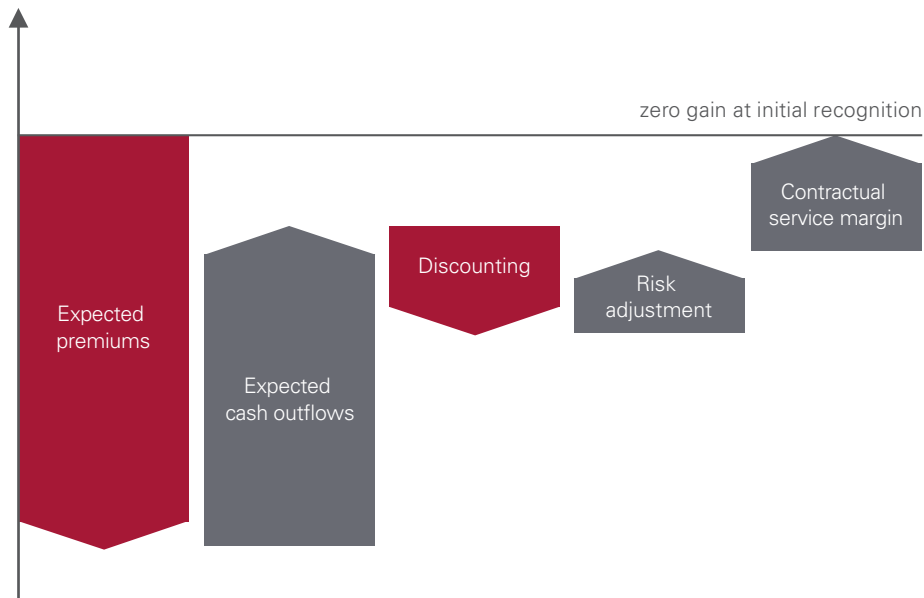 zero gain at initial recognition
Expected
premiums
Expected
cash outflows
Discounting
Risk
adjustment
Contractual
service margin